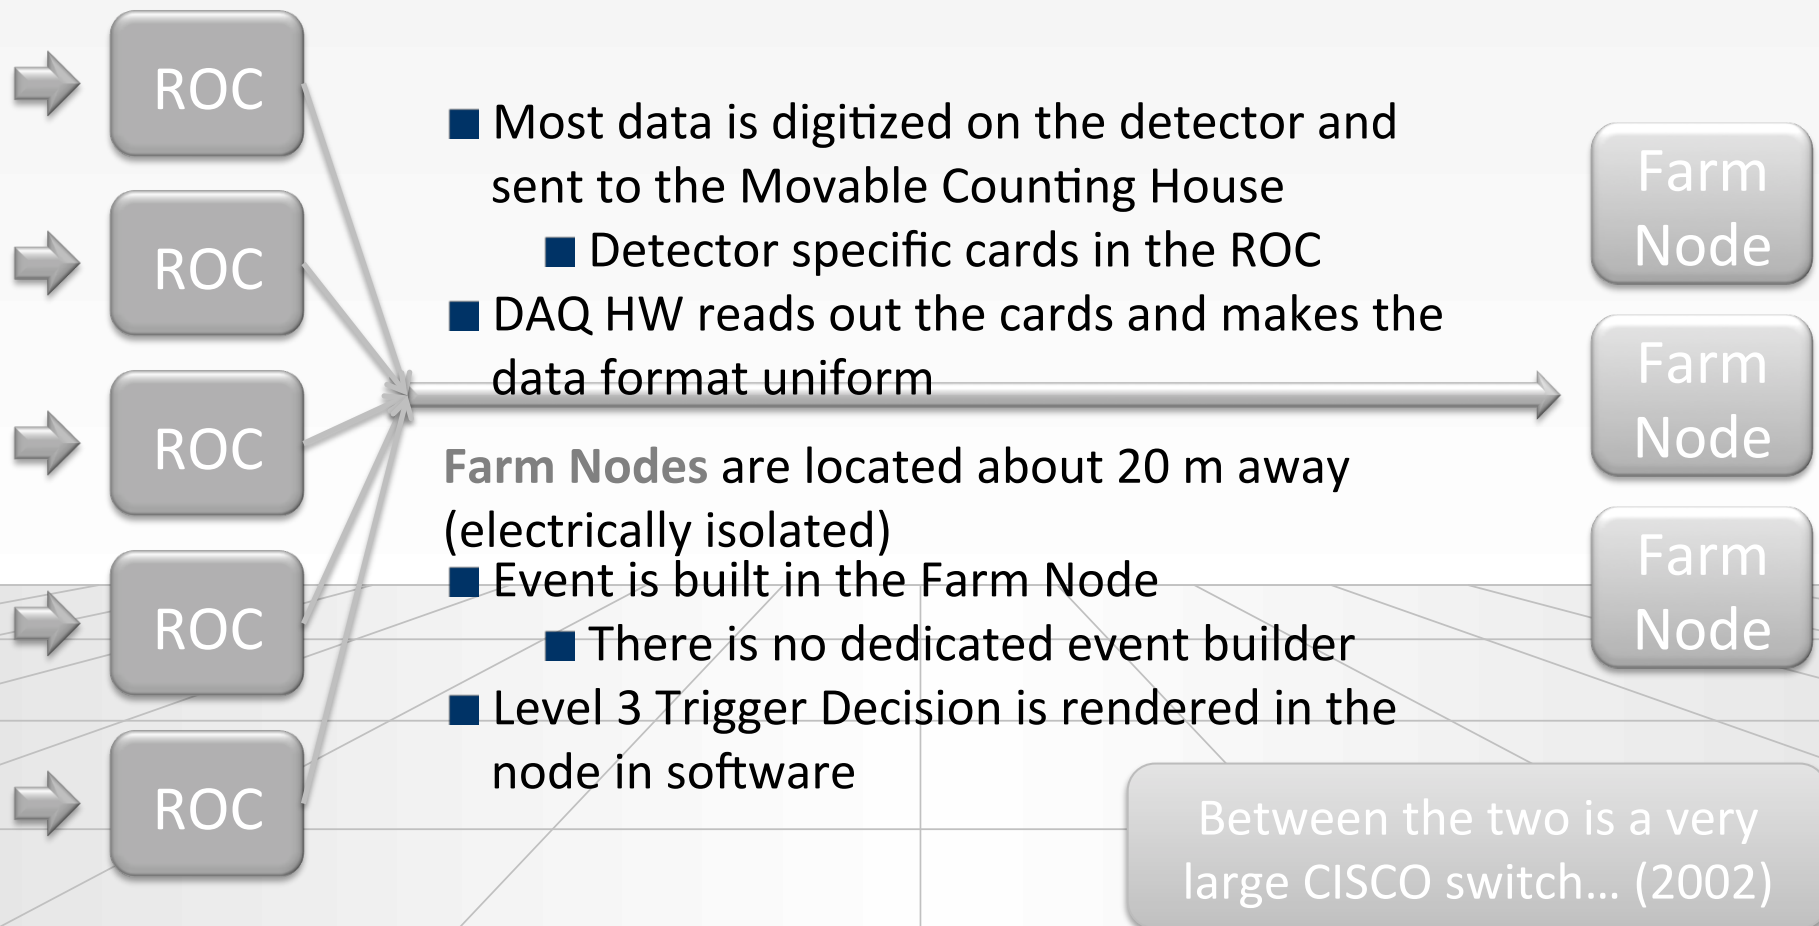 ROC
ROC
ROC
ROC
ROC
■ Most data is digitized on the detector and
sent to the Movable Counting House
■ Detector specific cards in the ROC
■ DAQ HW reads out the cards and makes the
data format uniform
Farm Nodes are located about 20 m away
(electrically isolated)
■ Event is built in the Farm Node
■ There is no dedicated event builder
■ Level 3 Trigger Decision is rendered in the
node in software
Farm
Node
Farm
Node
Farm
Node
Between the two is a very
large CISCO switch... (2002)